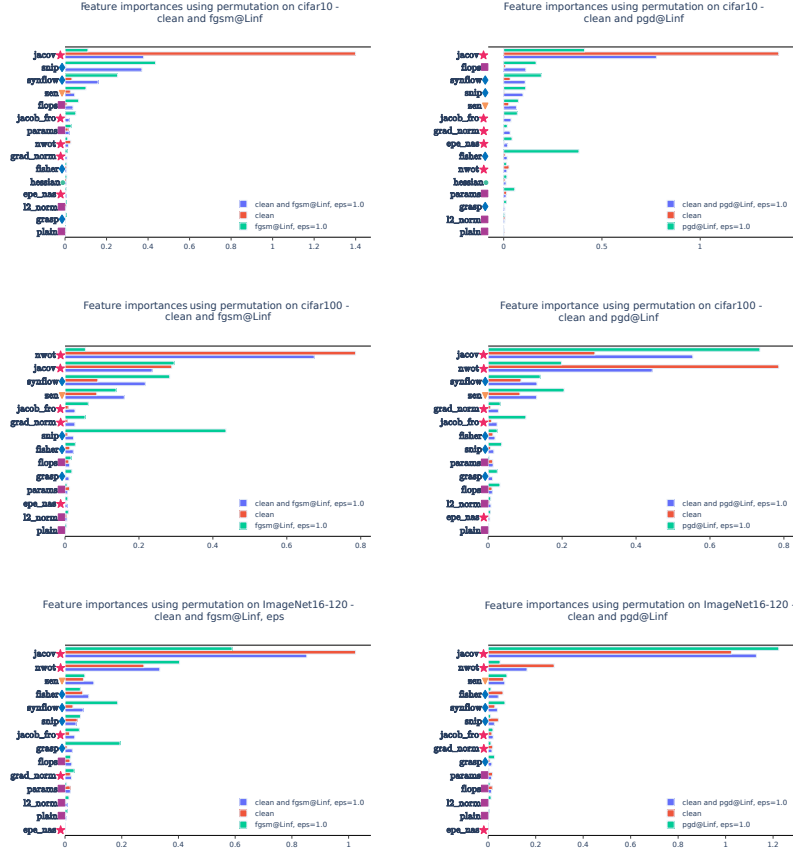 Feature importances using permutation on cifar10 -
clean and fgsm@Linf
jacov
snip
synflow
sen
flops
jacob_fro
params
nwot
grad_norm
fisher
hessian
epe_nas
l2_norm
grasp
plain
clean and fgsm@Linf, eps=1.0
clean
fgsm@Linf, eps=1.0
0 0.2 0.4 0.6 0.8 1 1.2 1.4
Feature importances using permutation on cifar10 -
clean and pgd@Linf
jacov
flops
synflow
snip
sen
jacob_fro
grad_norm
epe_nas
fisher
nwot
hessian
params
grasp
l2_norm
plain
clean and pgd@Linf, eps=1.0
clean
pgd@Linf, eps=1.0
0 0.5 1
Feature importances using permutation on cifar100 -
clean and fgsm@Linf
nwot
jacov
synflow
sen
jacob_fro
grad_norm
snip
fisher
flops
grasp
params
epe_nas
l2_norm
plain
clean and fgsm@Linf, eps=1.0
clean
fgsm@Linf, eps=1.0
0 0.2 0.4 0.6 0.8
Feature importance using permutation on cifar100 -
clean and pgd@Linf
jacov
nwot
synflow
sen
grad_norm
jacob_fro
fisher
snip
params
grasp
flops
l2_norm
epe_nas
plain
clean and pgd@Linf, eps=1.0
clean
pgd@Linf, eps=1.0
0 0.2 0.4 0.6 0.8
Feature importances using permutation on ImageNet16-120 -
clean and fgsm@Linf, eps
jacov
nwot
sen
fisher
synflow
snip
jacob_fro
grasp
flops
grad_norm
params
l2_norm
plain
epe_nas
clean and fgsm@Linf, eps=1.0
clean
fgsm@Linf, eps=1.0
0 0.2 0.4 0.6 0.8 1
Feature importances using permutation on ImageNet16-120 -
clean and pgd@Linf
jacov
nwot
sen
fisher
synflow
snip
jacob_fro
grad_norm
grasp
params
flops
l2_norm
plain
epe_nas
clean and pgd@Linf, eps=1.0
clean
pgd@Linf, eps=1.0
0 0.2 0.4 0.6 0.8 1 1.2